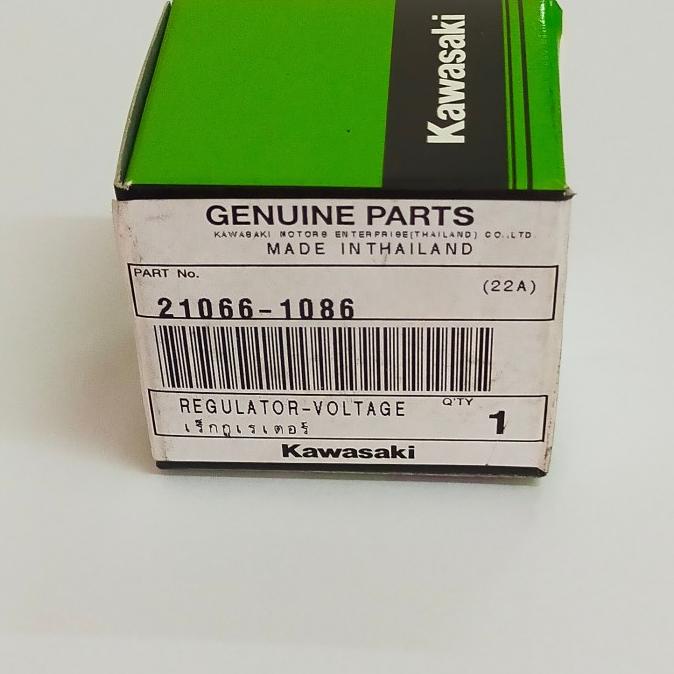 Kawasaki
GENUINE PARTS
KAWASAKI MOTORS ENTERPRISE(THAILAND) CO.,LTD.
MADE INTHAILAND
PART No.
(22A)
21066-1086
REGULATOR-VOLTAGE
Q'TY
1
เร็กกูเรเตอร์
Kawasaki